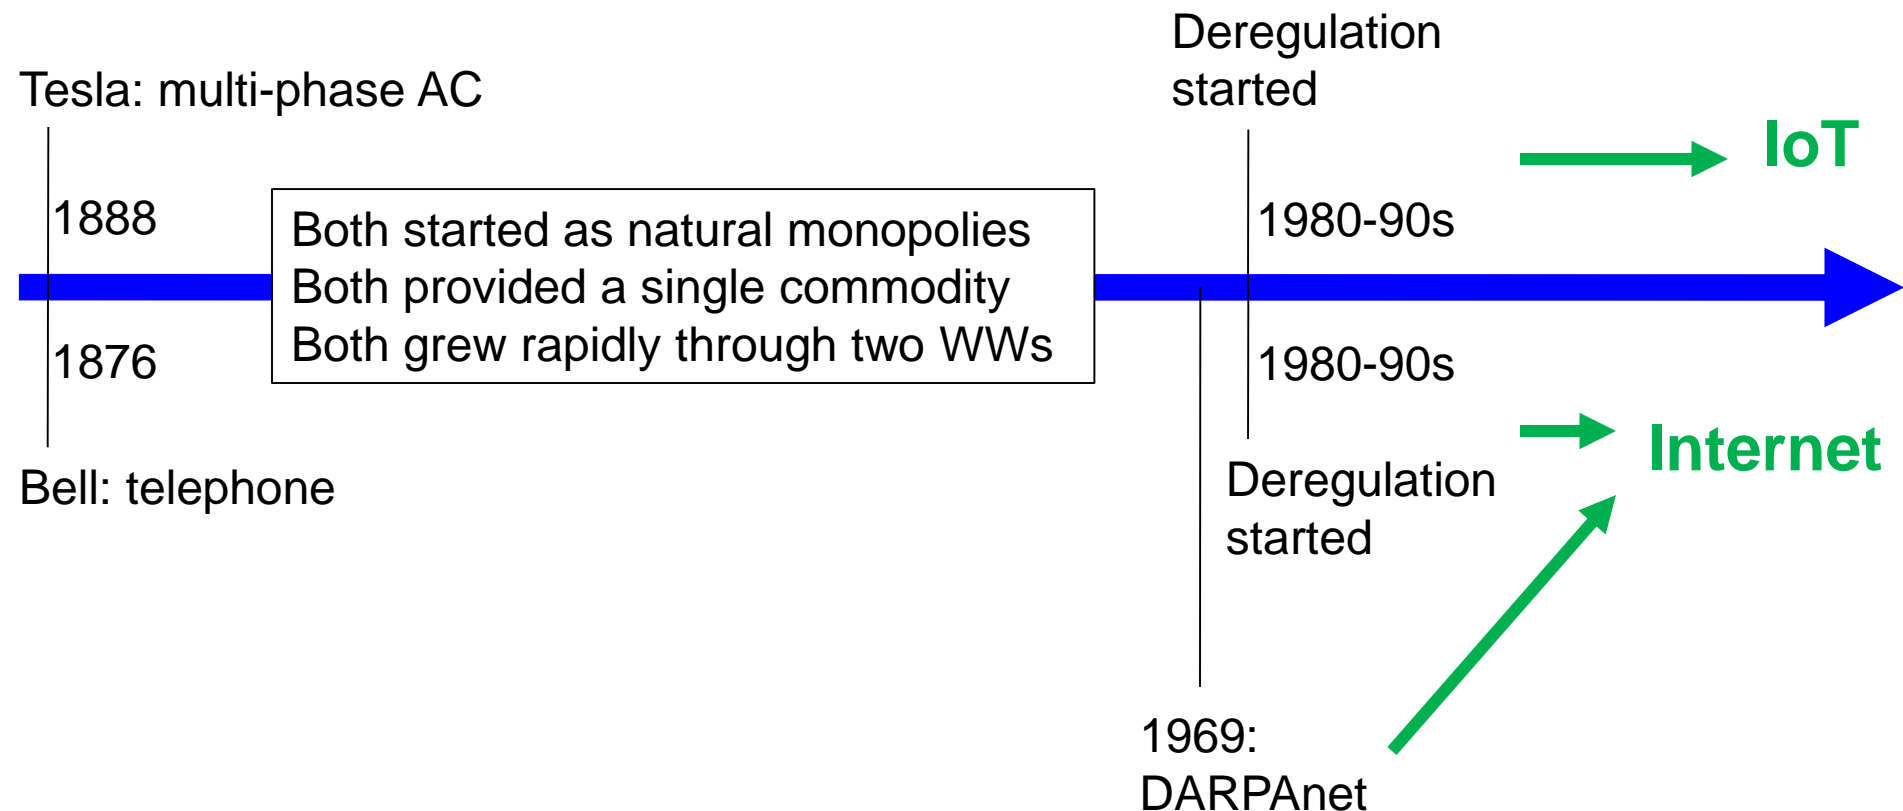 Deregulation
started
Tesla: multi-phase AC
IoT
1888
1980-90s
Both started as natural monopolies
Both provided a single commodity
Both grew rapidly through two WWs
1876
1980-90s
Internet
Bell: telephone
Deregulation
started
1969:
DARPAnet